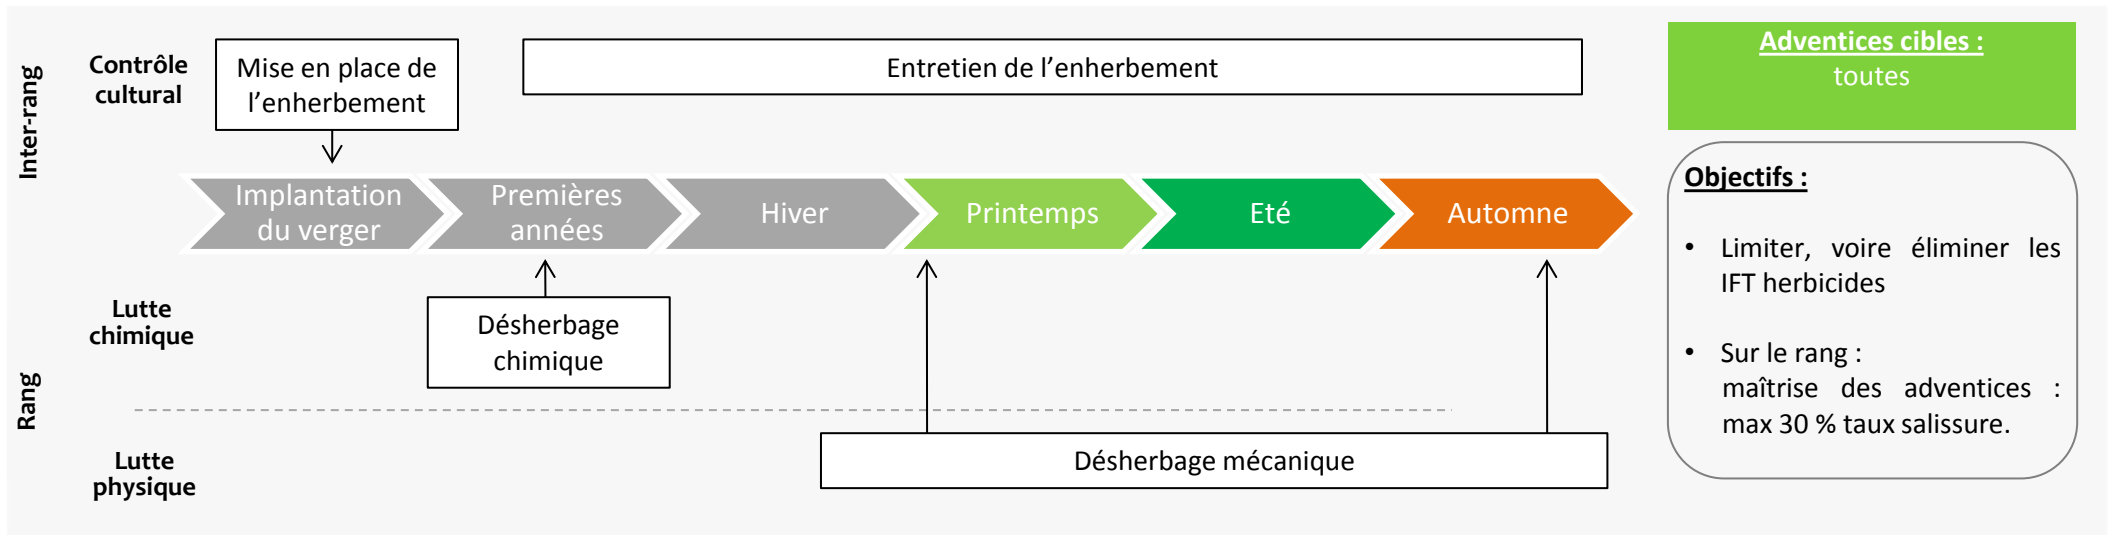 Inter-rang
Contrôle
cultural
Mise en place de
l’enherbement
Entretien de l’enherbement
Implantation
du verger
Premières
années
Hiver
Printemps
Eté
Automne
Rang
Lutte
chimique
Désherbage
chimique
Lutte
physique
Désherbage mécanique
Adventices cibles :
toutes
Objectifs :
• Limiter, voire éliminer les
IFT herbicides
• Sur le rang :
maîtrise des adventices :
max 30 % taux salissure.